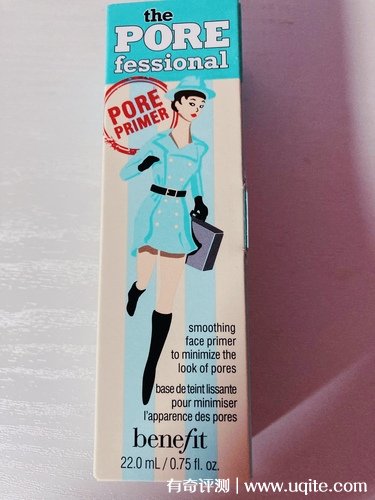 the
PORE
fessional
PORE
PRIMER
smoothing
face primer
to minimize the
look of pores
base de teint lissante
pour minimiser
l'apparence des pores
benefit
22.0 mL / 0.75 fl. oz.
有奇评测 | www.uqite.com